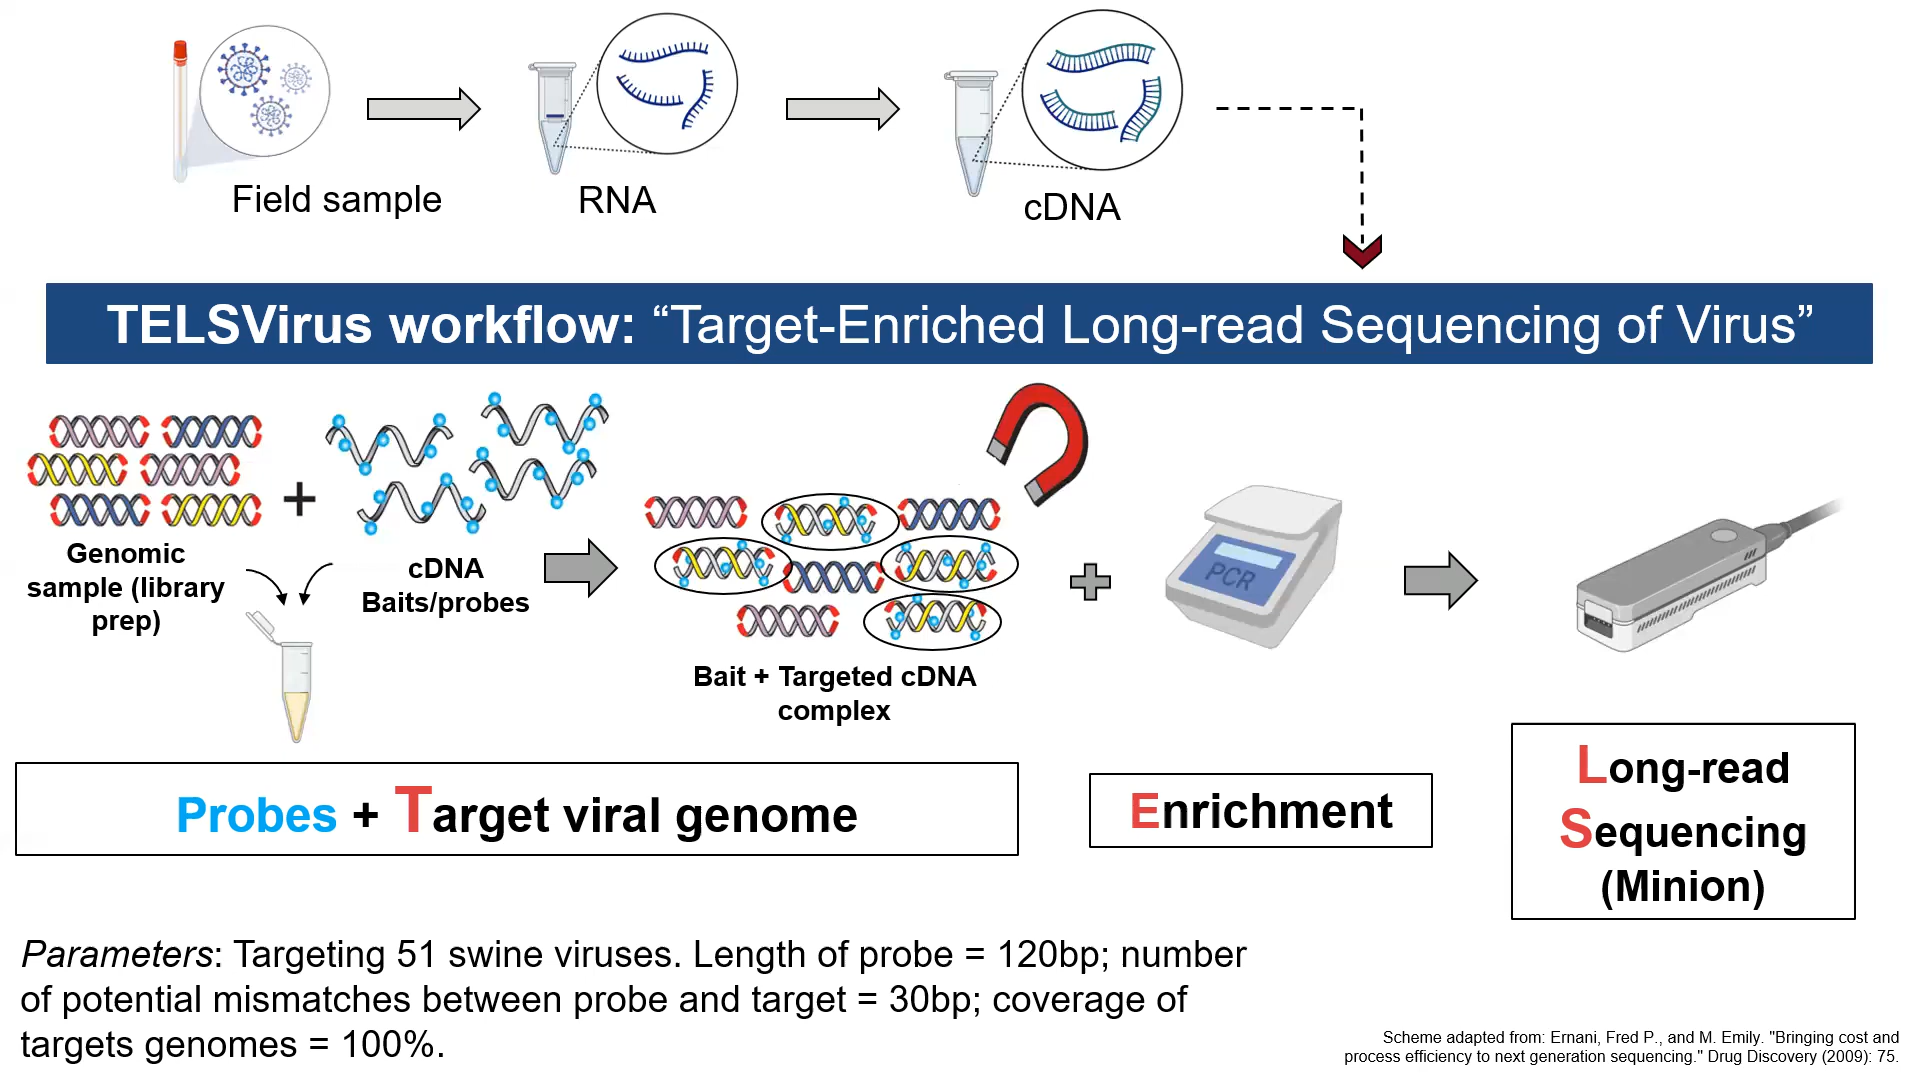 Field sample
RNA
cDNA
TELSVirus workflow: “Target-Enriched Long-read Sequencing of Virus”
Genomic
sample (library
prep)
cDNA
Baits/probes
Bait + Targeted cDNA
complex
PCR
Probes + Target viral genome
Enrichment
Long-read
Sequencing
(Minion)
Parameters: Targeting 51 swine viruses. Length of probe = 120bp; number
of potential mismatches between probe and target = 30bp; coverage of
targets genomes = 100%.
Scheme adapted from: Ernani, Fred P., and M. Emily. "Bringing cost and
process efficiency to next generation sequencing." Drug Discovery (2009): 75.